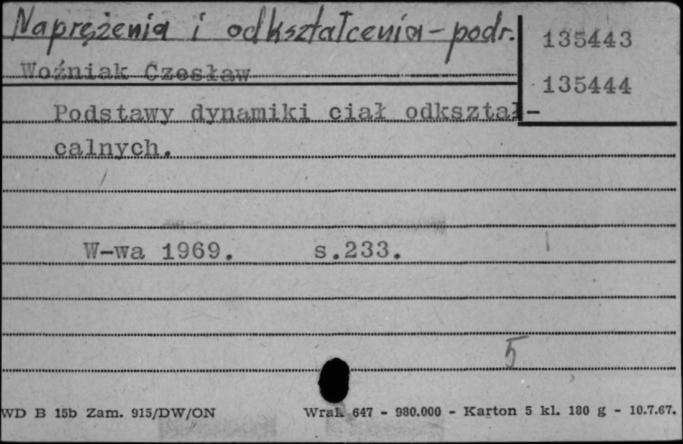 Naprężenia i odkształcenia - podr.
135443
Woźniak Czesław
135444
Podstawy dynamiki ciał odkształ-
calnych.
W-wa 1969. s.233.
5
WD B 15b Zam. 915/DW/ON Wrak 647 - 980.000 - Karton 5 kl. 180 g - 10.7.67.